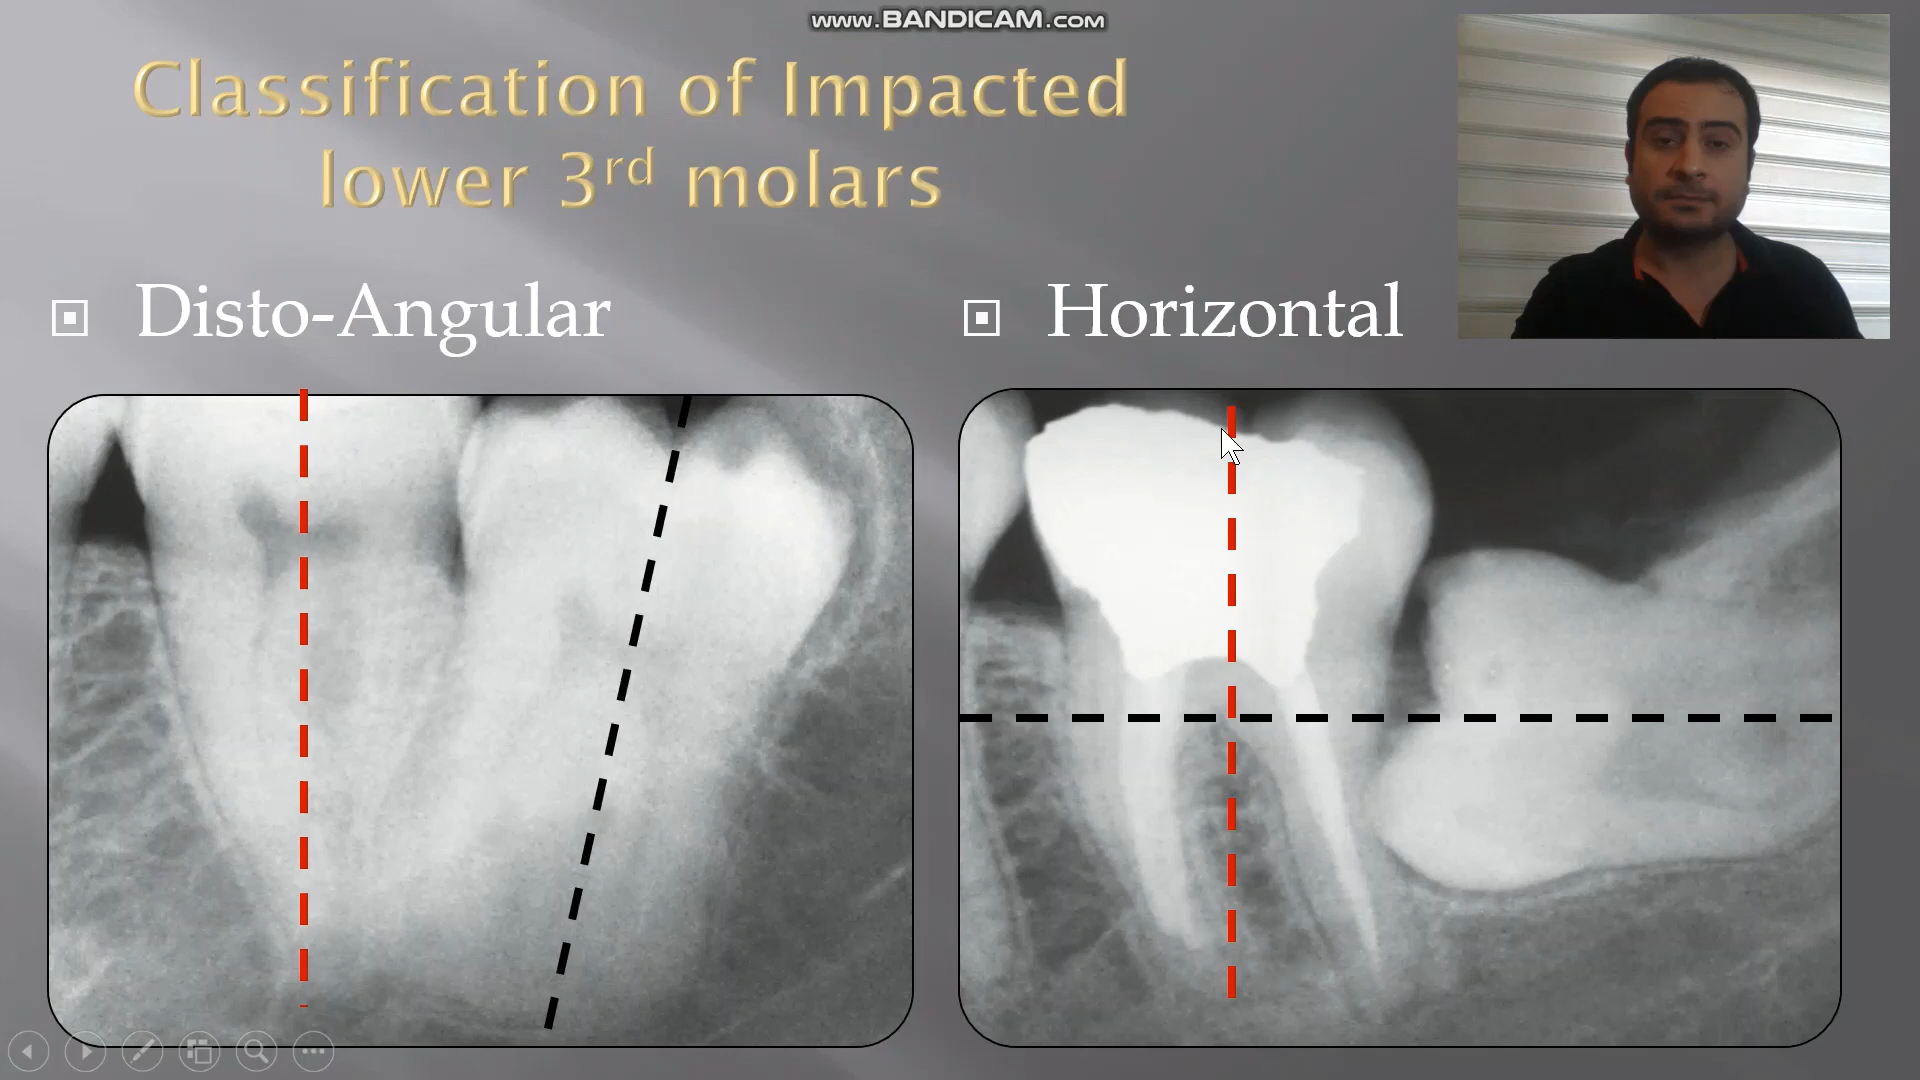 www.BANDICAM.com
Classification of Impacted
lower 3rd molars
Disto-Angular
Horizontal